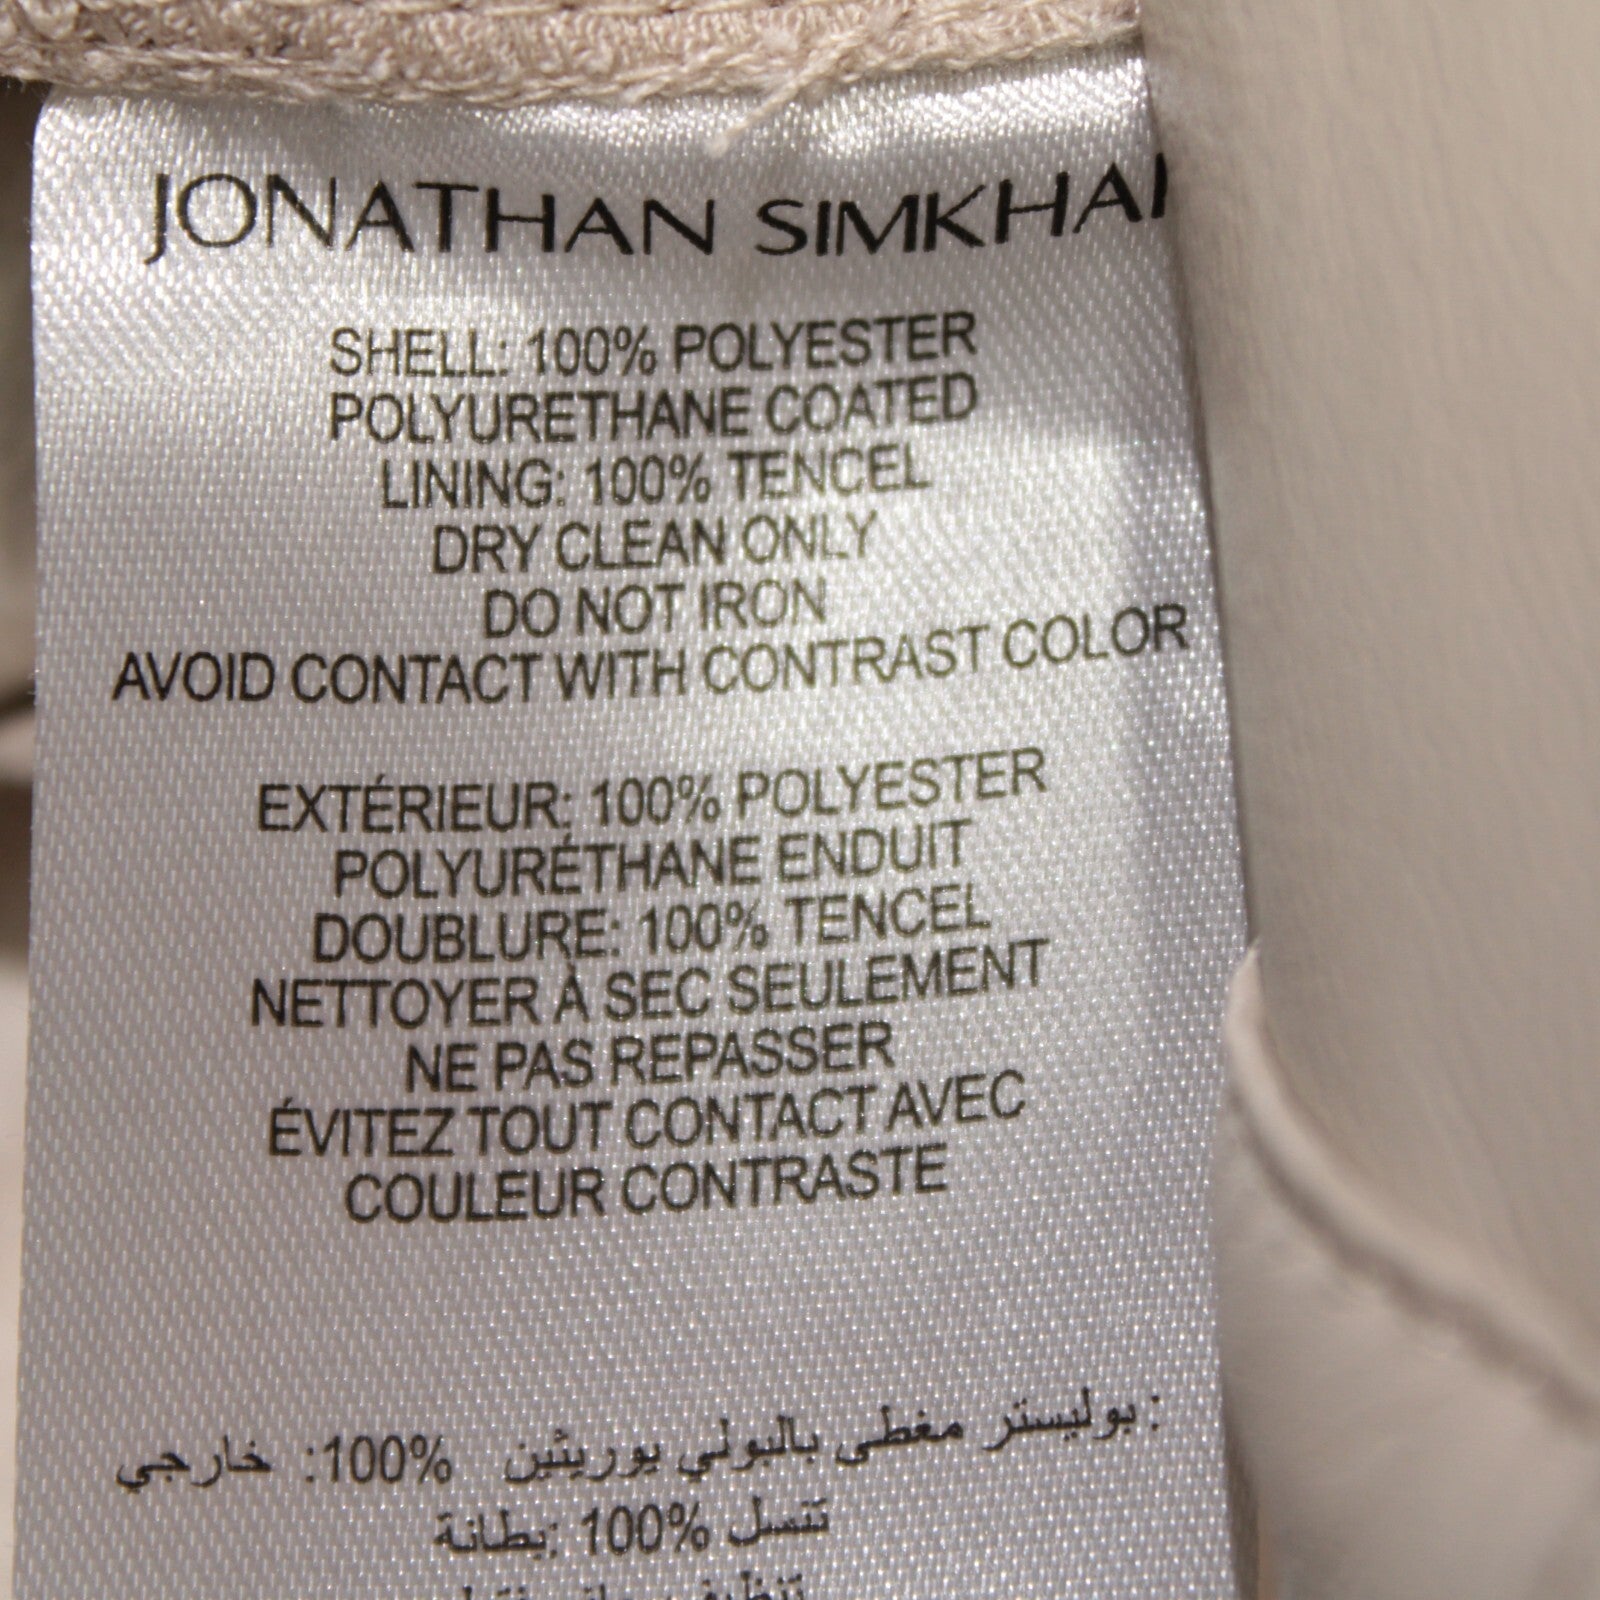 JONATHAN SIMKHAI
SHELL: 100% POLYESTER
POLYURETHANE COATED
LINING: 100% TENCEL
DRY CLEAN ONLY
DO NOT IRON
AVOID CONTACT WITH CONTRAST COLOR
EXTÉRIEUR: 100% POLYESTER
POLYURÉTHANE ENDUIT
DOUBLURE: 100% TENCEL
NETTOYER À SEC SEULEMENT
NE PAS REPASSER
ÉVITEZ TOUT CONTACT AVEC
COULEUR CONTRASTE
: بوليستر مغطى بالبولي يوريثين 100%: خارجي
تنسل 100% :بطانة